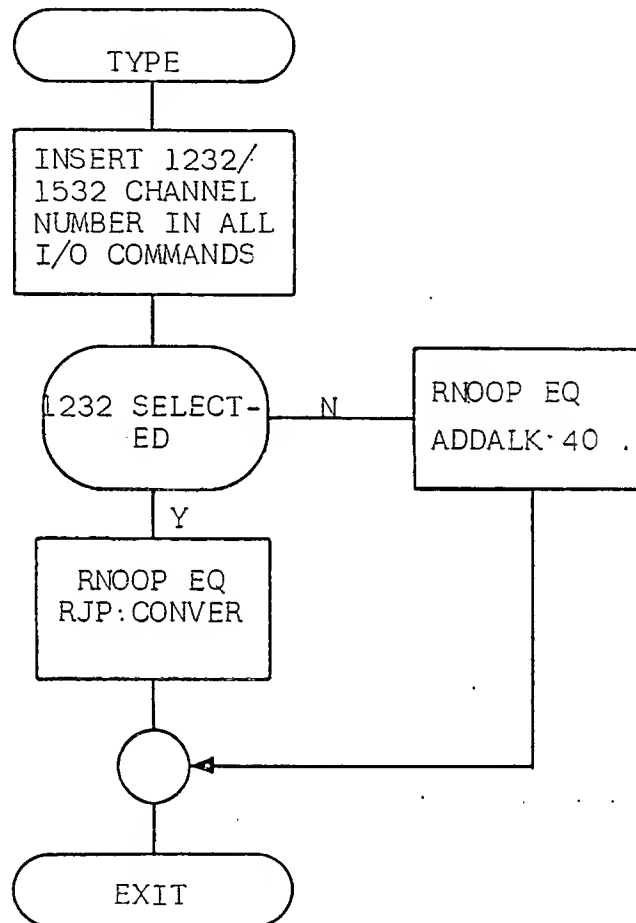 TYPE
INSERT 1232/
1532 CHANNEL
NUMBER IN ALL
I/O COMMANDS
1232 SELECT-
ED
N
RNOOP EQ
ADDALK·40 .
Y
RNOOP EQ
RJP:CONVER
EXIT